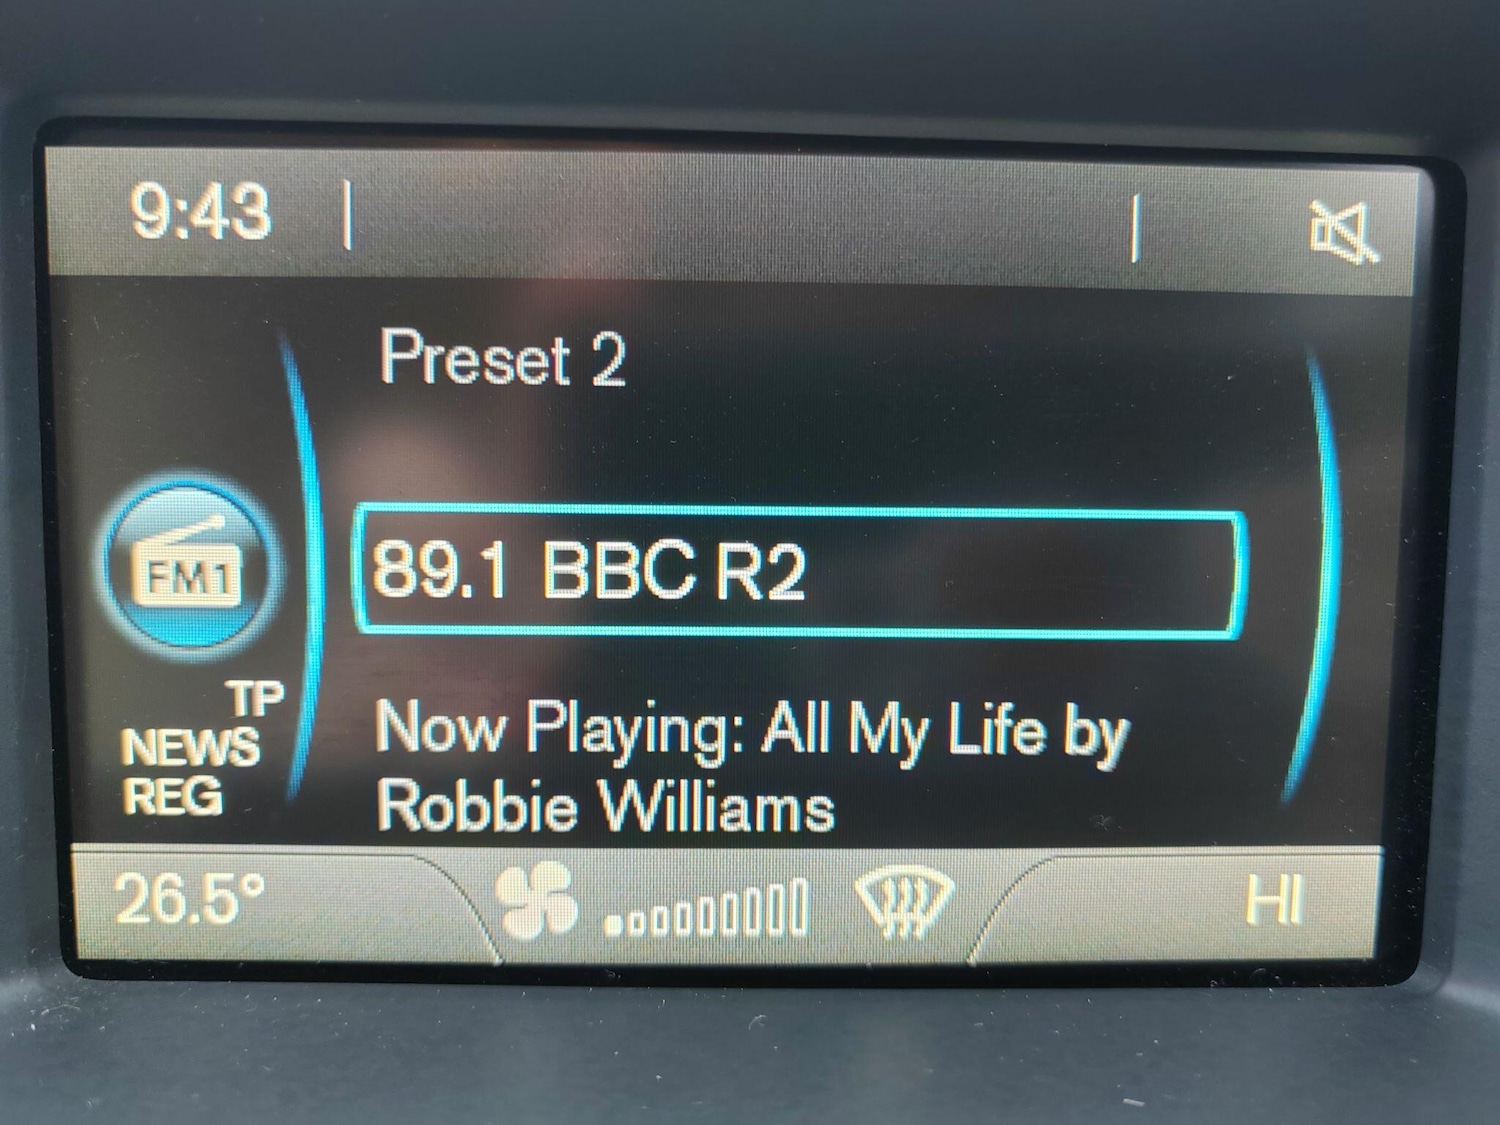 9:43
Preset 2
89.1 BBC R2
FM1
TP
NEWS
REG
Now Playing: All My Life by
Robbie Williams
26.5°
HI